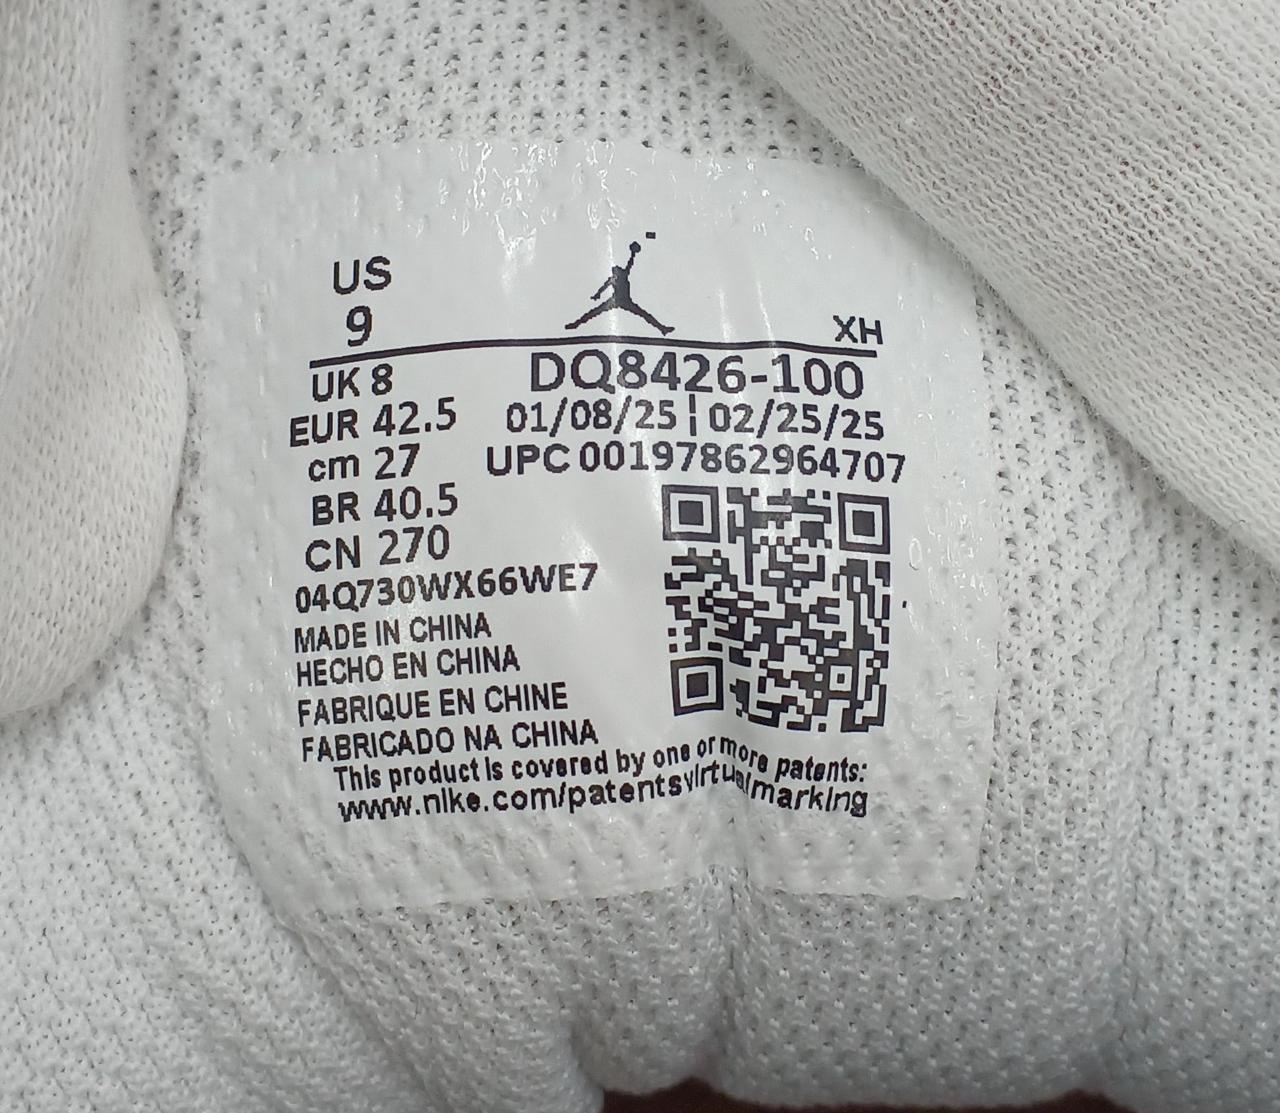 US
9
XH
UK 8
DQ8426-100
EUR 42.5
01/08/25 ¦ 02/25/25
cm 27
UPC 00197862964707
BR 40.5
CN 270
04Q730WX66WE7
MADE IN CHINA
HECHO EN CHINA
FABRIQUE EN CHINE
FABRICADO NA CHINA
This product is covered by one or more patents:
www.nike.com/patentsvirtualmarking